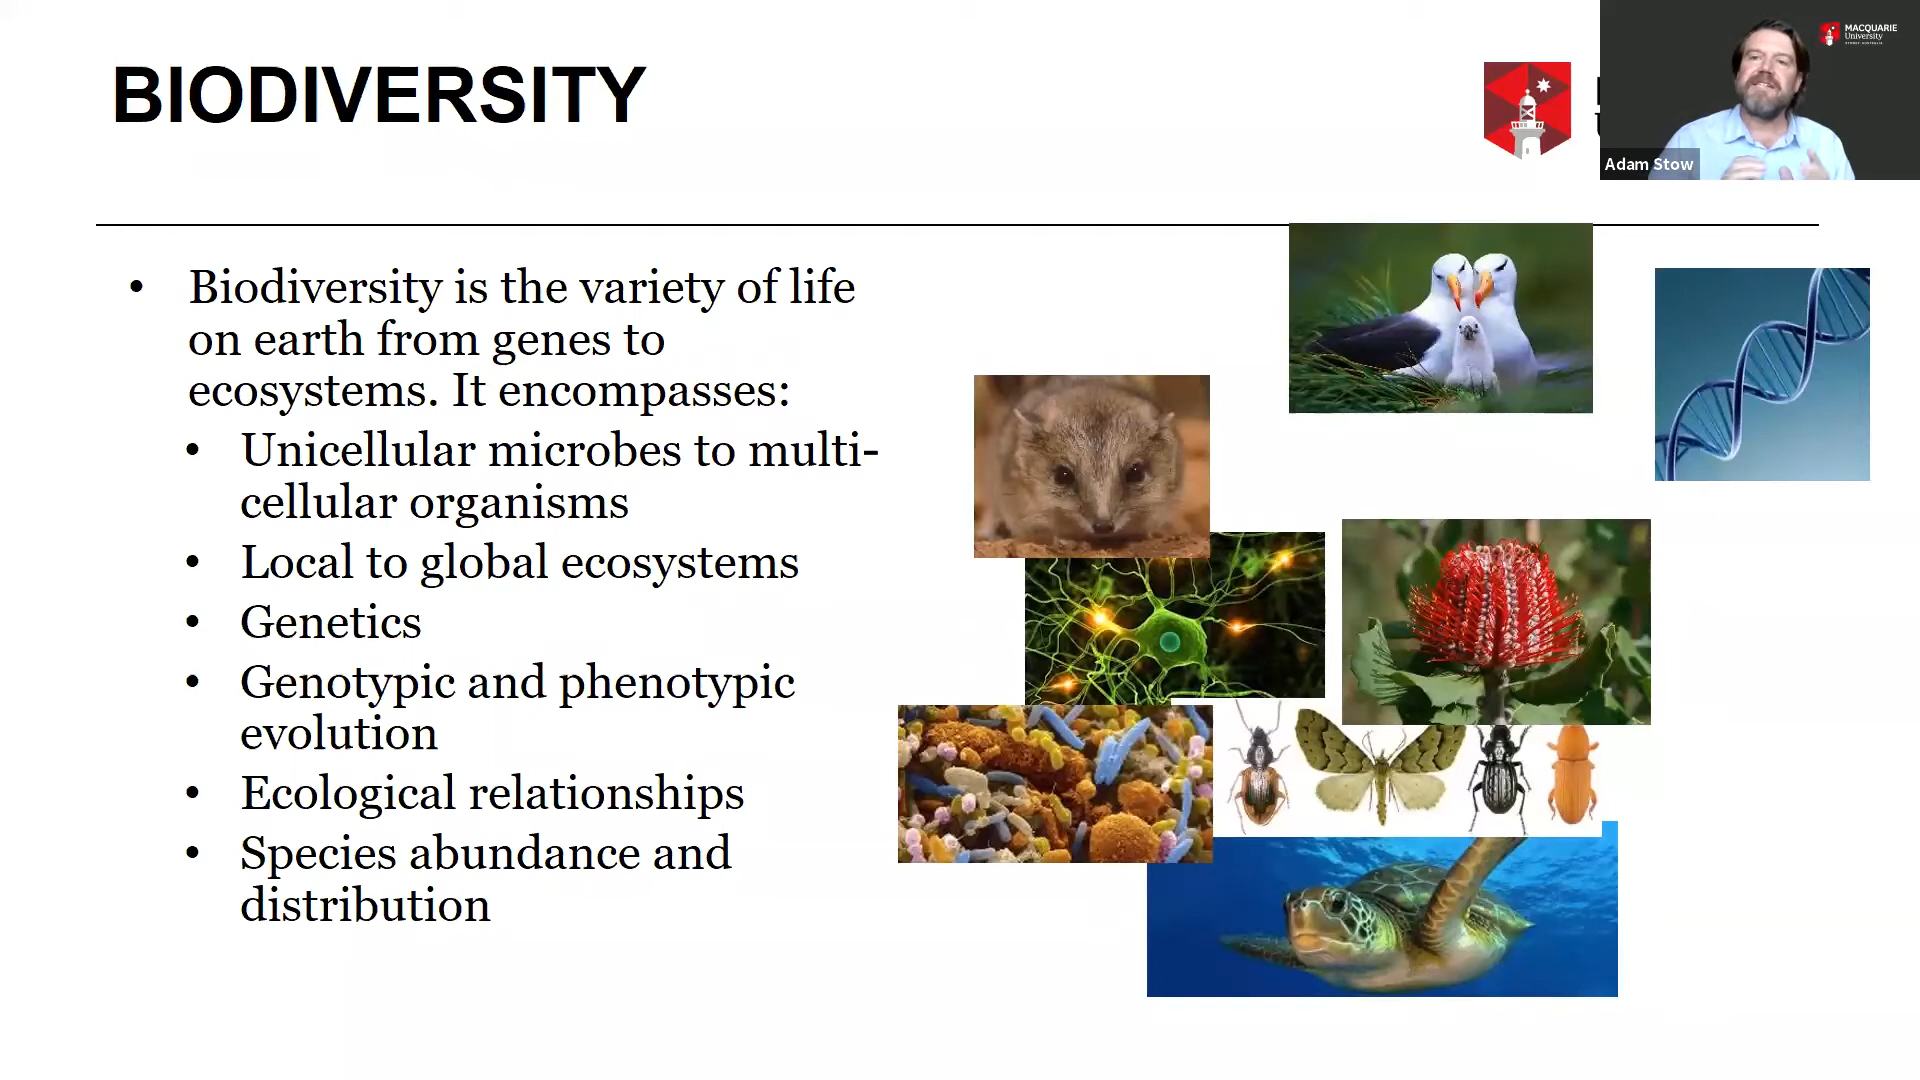 BIODIVERSITY
MACQUARIE
University
SYDNEY·AUSTRALIA
Adam Stow
• Biodiversity is the variety of life
on earth from genes to
ecosystems. It encompasses:
• Unicellular microbes to multi-
cellular organisms
• Local to global ecosystems
• Genetics
• Genotypic and phenotypic
evolution
• Ecological relationships
• Species abundance and
distribution